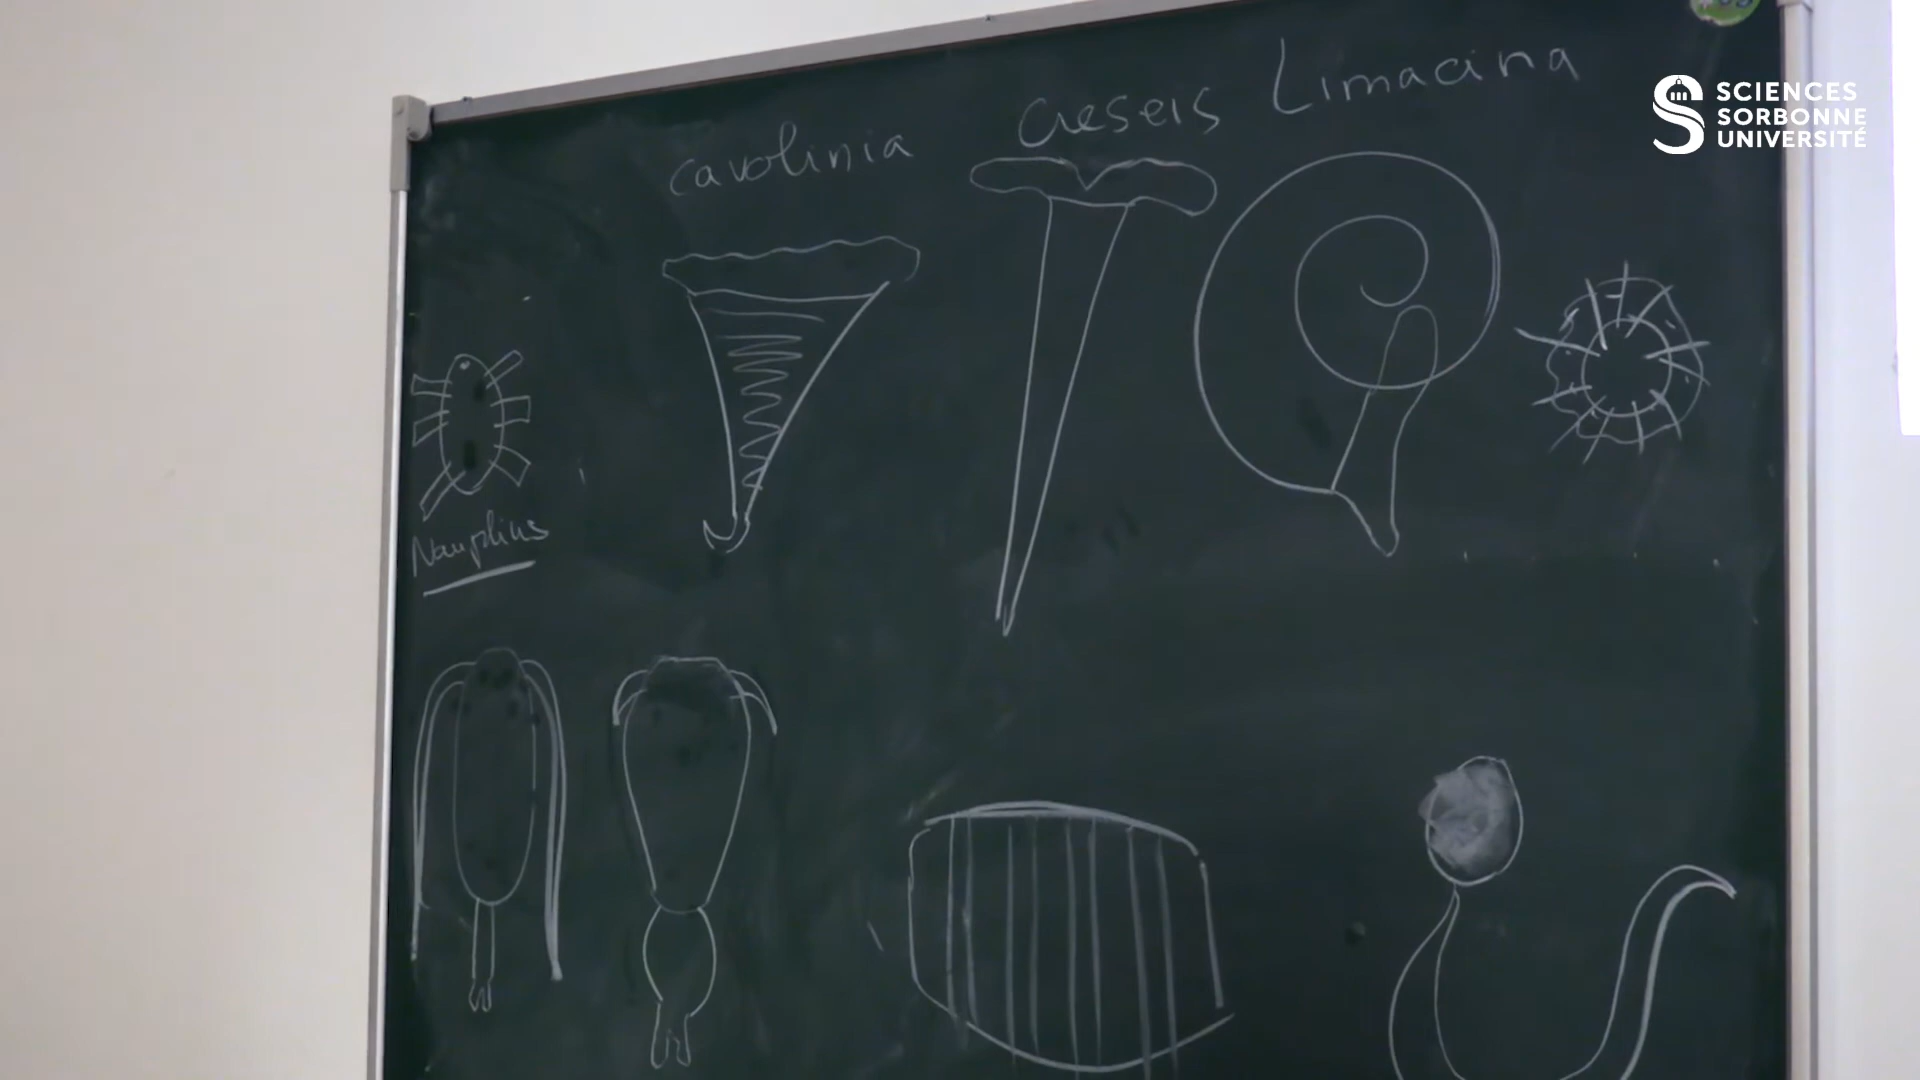 cavolinia
Creseis
Limacina
Nauplius
SCIENCES
SORBONNE
UNIVERSITÉ